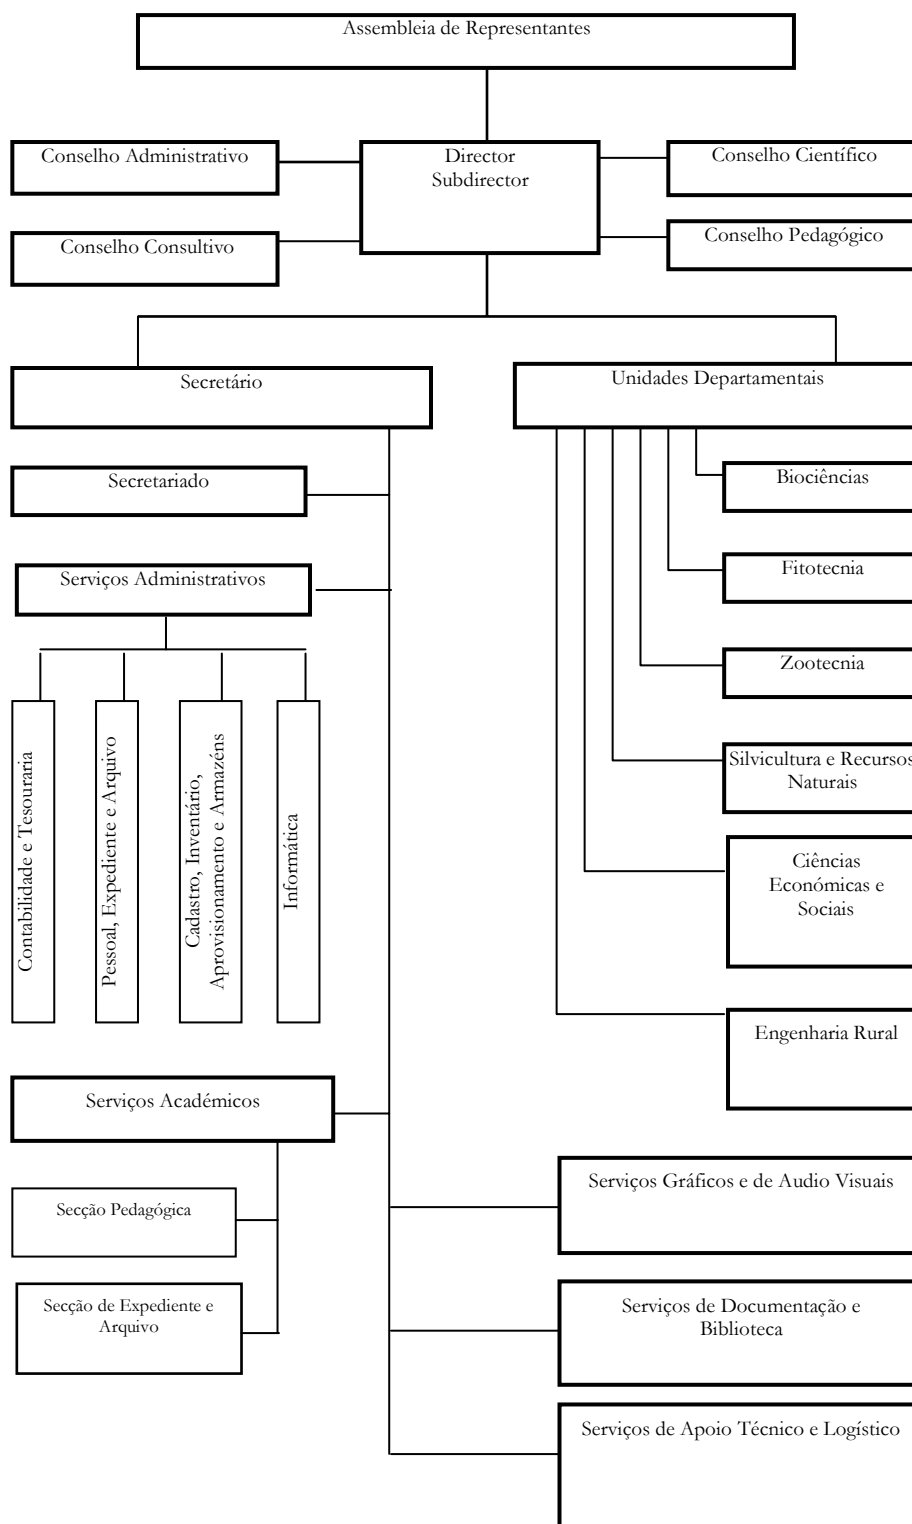 Assembleia de Representantes
Conselho Administrativo
Director
Subdirector
Conselho Científico
Conselho Consultivo
Conselho Pedagógico
Secretário
Unidades Departamentais
Secretariado
Biociências
Serviços Administrativos
Fitotecnia
Zootecnia
Contabilidade e Tesouraria
Pessoal, Expediente e Arquivo
Cadastro, Inventário,
Aprovisionamento e Armazéns
Informática
Silvicultura e Recursos
Naturais
Ciências
Económicas e
Sociais
Engenharia Rural
Serviços Académicos
Secção Pedagógica
Secção de Expediente e
Arquivo
Serviços Gráficos e de Audio Visuais
Serviços de Documentação e
Biblioteca
Serviços de Apoio Técnico e Logístico